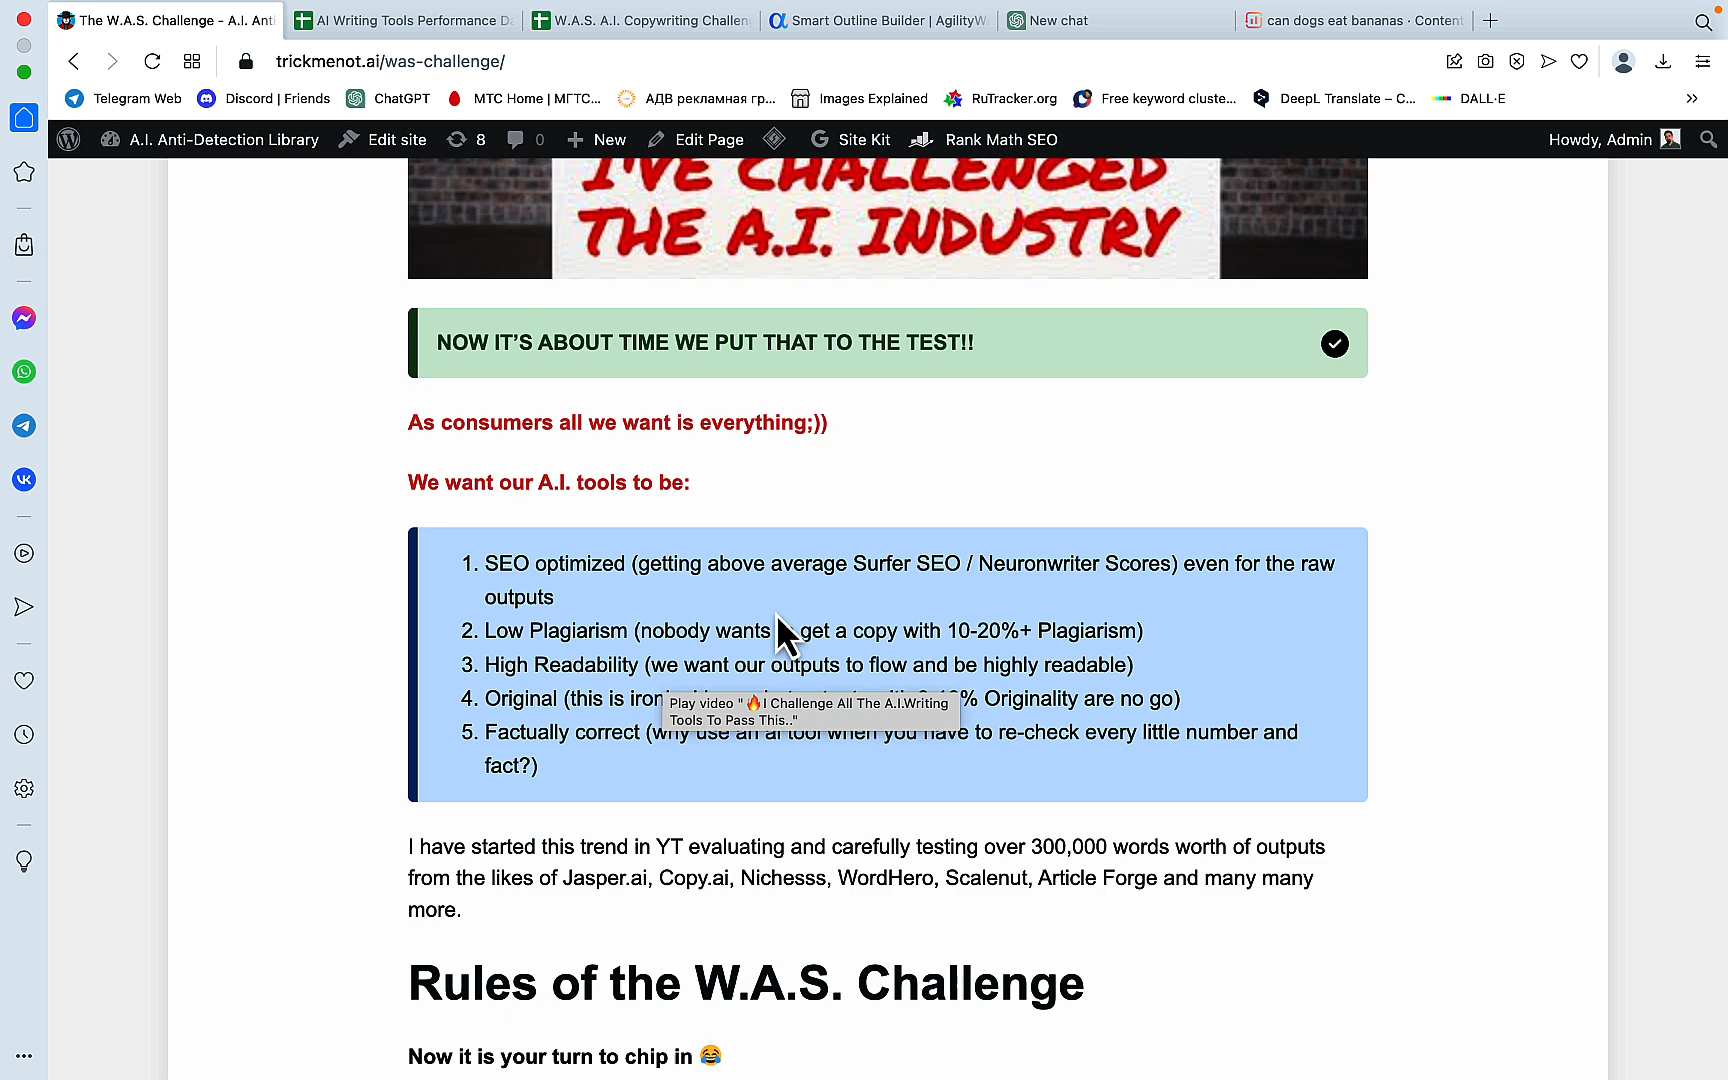 The W.A.S. Challenge - A.I. Anti
AI Writing Tools Performance Da
W.A.S. A.I. Copywriting Challen
Smart Outline Builder | AgilityW
New chat
can dogs eat bananas · Content
trickmenot.ai/was-challenge/
Telegram Web
Discord | Friends
ChatGPT
МТС Home | МГТС...
АДВ рекламная гр...
Images Explained
RuTracker.org
Free keyword cluste...
DeepL Translate – C...
DALL·E
A.I. Anti-Detection Library
Edit site
8
0
New
Edit Page
Site Kit
Rank Math SEO
Howdy, Admin
I'VE CHALLENGED
THE A.I. INDUSTRY
NOW IT'S ABOUT TIME WE PUT THAT TO THE TEST!!
As consumers all we want is everything;))
We want our A.I. tools to be:
1. SEO optimized (getting above average Surfer SEO / Neuronwriter Scores) even for the raw
outputs
2. Low Plagiarism (nobody wants get a copy with 10-20%+ Plagiarism)
3. High Readability (we want our outputs to flow and be highly readable)
4. Original (this is % Originality are no go)
Play video "🔥I Challenge All The A.I.Writing
Tools To Pass This.."
5. Factually correct (why use an ai tool when you have to re-check every little number and
fact?)
I have started this trend in YT evaluating and carefully testing over 300,000 words worth of outputs
from the likes of Jasper.ai, Copy.ai, Nichesss, WordHero, Scalenut, Article Forge and many many
more.
Rules of the W.A.S. Challenge
Now it is your turn to chip in 😂